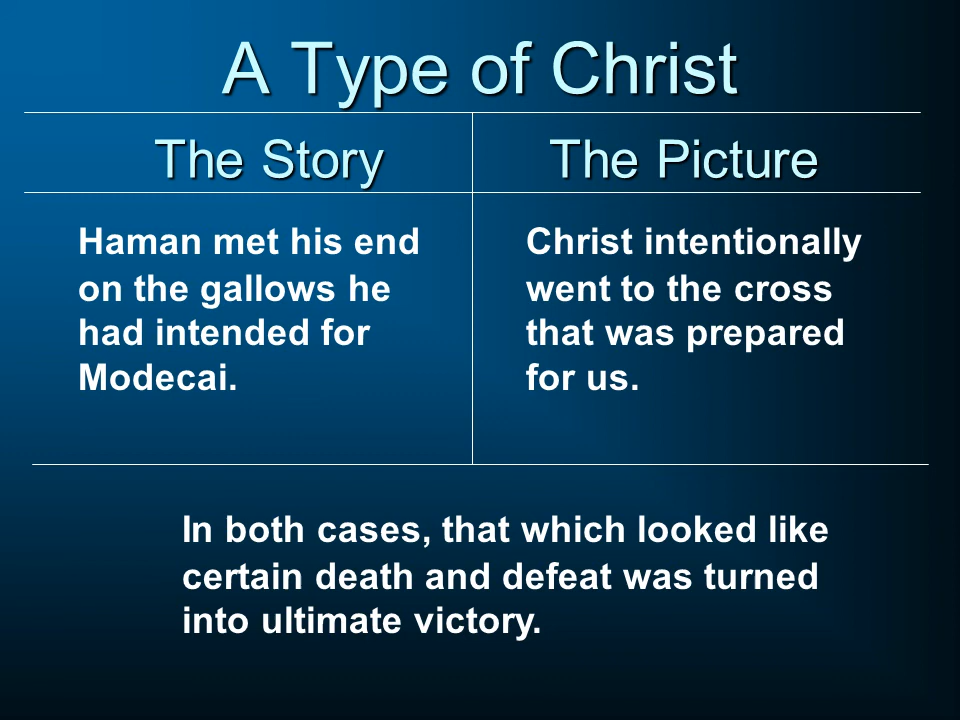 A Type of Christ
The Story
The Picture
Haman met his end
on the gallows he
had intended for
Modecai.
Christ intentionally
went to the cross
that was prepared
for us.
In both cases, that which looked like
certain death and defeat was turned
into ultimate victory.